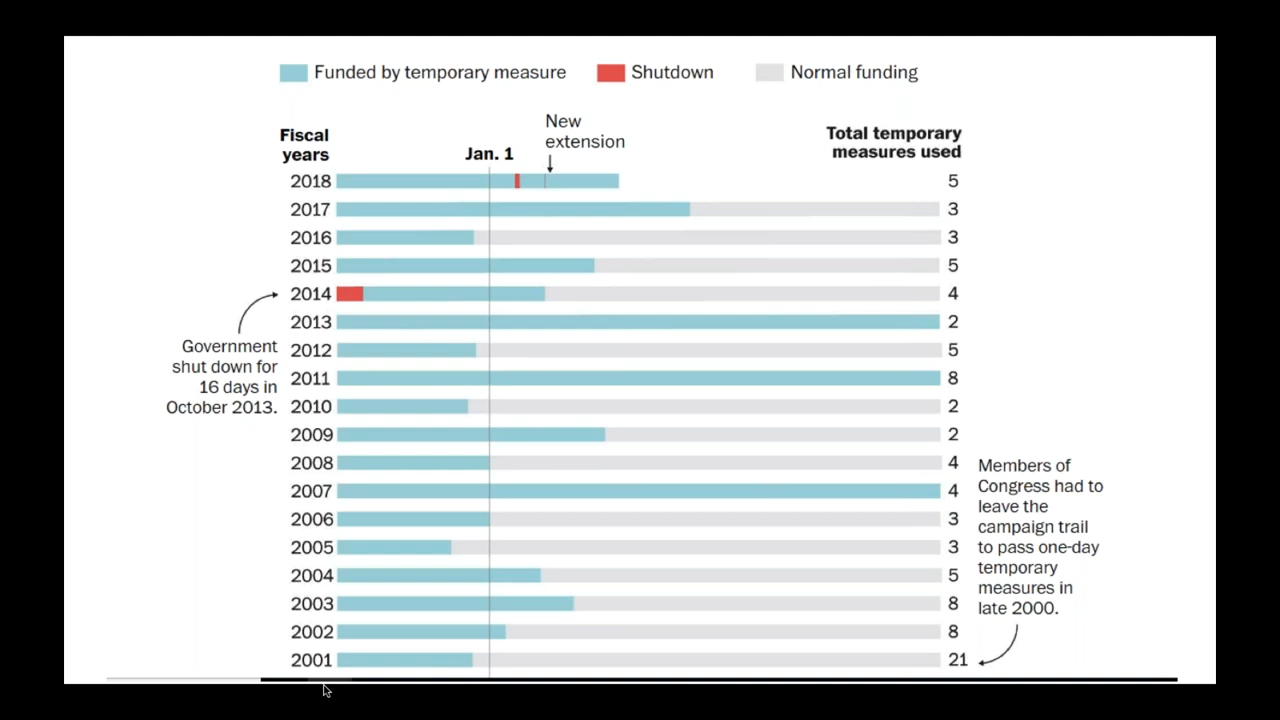 Funded by temporary measure Shutdown Normal funding
New
extension
Fiscal
years
Jan. 1
Total temporary
measures used
2018 5
2017 3
2016 3
2015 5
2014 4
2013 2
Government
shut down for
16 days in
October 2013.
2012 5
2011 8
2010 2
2009 2
2008 4
2007 4
2006 3
2005 3
2004 5
2003 8
2002 8
2001 21
Members of
Congress had to
leave the
campaign trail
to pass one-day
temporary
measures in
late 2000.